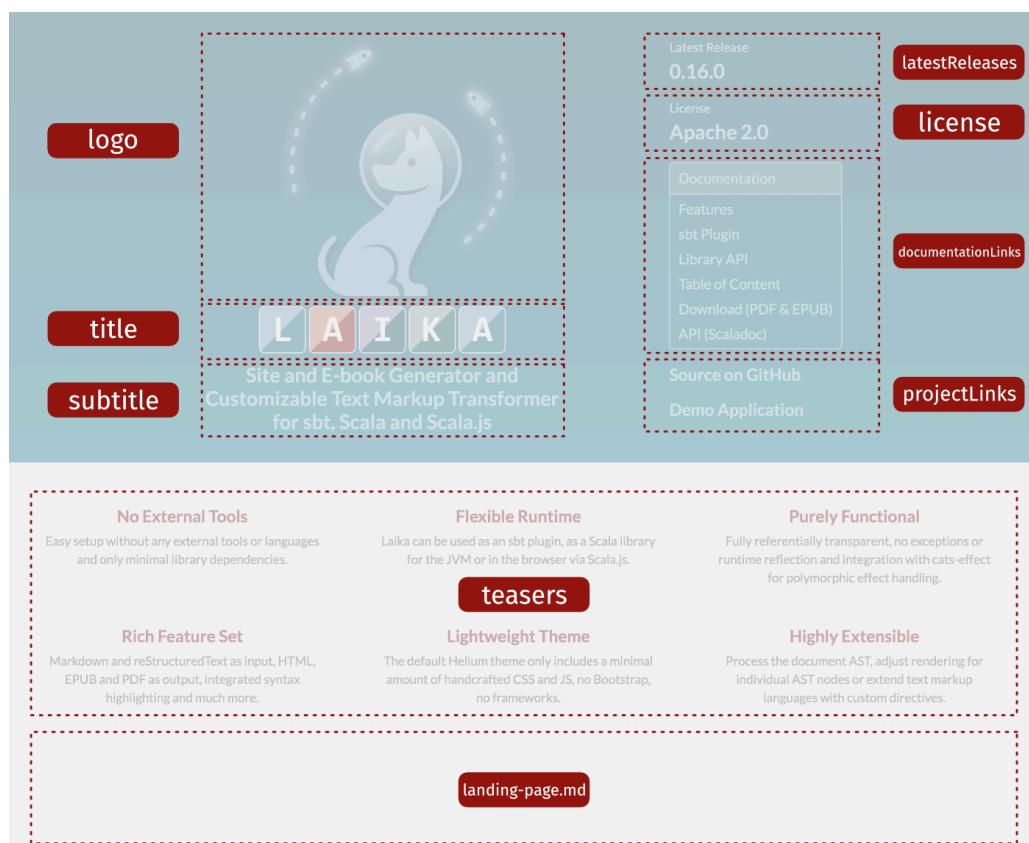 logo
title
L A I K A
subtitle
Site and E-book Generator and
Customizable Text Markup Transformer
for sbt, Scala and Scala.js
Latest Release
0.16.0
latestReleases
License
Apache 2.0
license
Documentation
Features
sbt Plugin
Library API
Table of Content
Download (PDF & EPUB)
API (Scaladoc)
documentationLinks
Source on GitHub
Demo Application
projectLinks
No External Tools
Easy setup without any external tools or languages
and only minimal library dependencies.
Flexible Runtime
Laika can be used as an sbt plugin, as a Scala library
for the JVM or in the browser via Scala.js.
Purely Functional
Fully referentially transparent, no exceptions or
runtime reflection and integration with cats-effect
for polymorphic effect handling.
teasers
Rich Feature Set
Markdown and reStructuredText as input, HTML,
EPUB and PDF as output, integrated syntax
highlighting and much more.
Lightweight Theme
The default Helium theme only includes a minimal
amount of handcrafted CSS and JS, no Bootstrap,
no frameworks.
Highly Extensible
Process the document AST, adjust rendering for
individual AST nodes or extend text markup
languages with custom directives.
landing-page.md